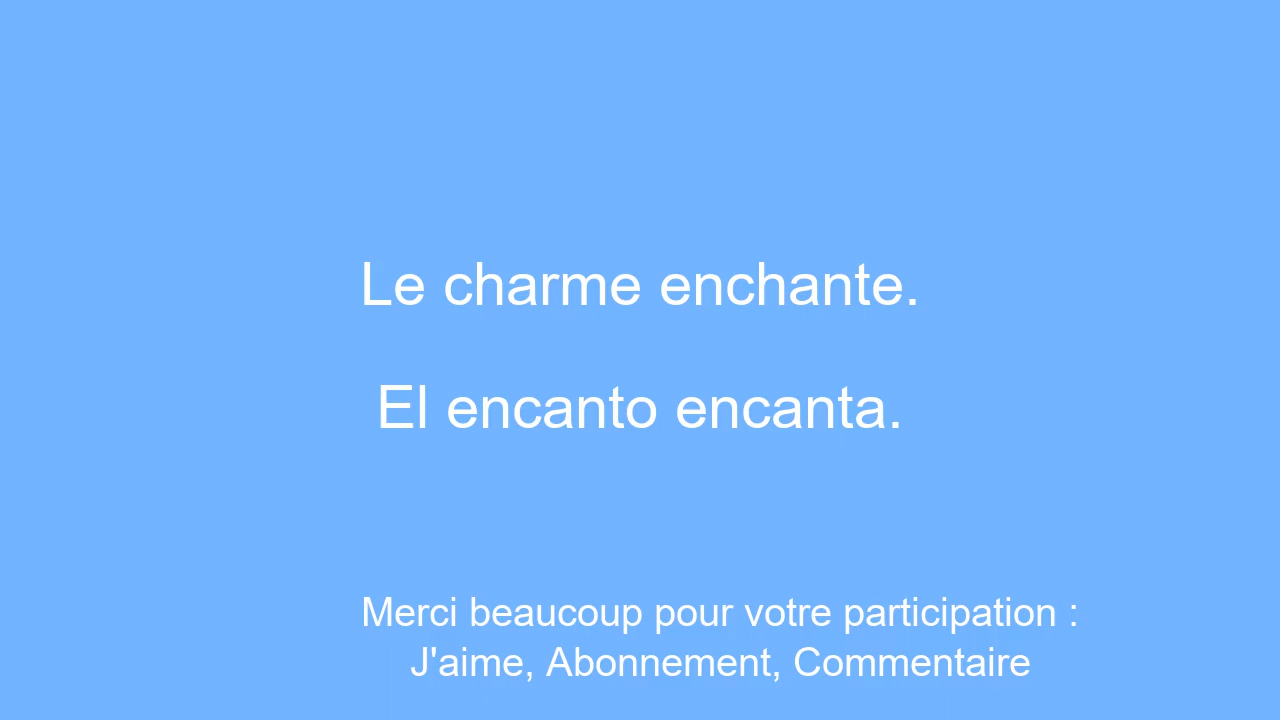 Le charme enchante.
El encanto encanta.
Merci beaucoup pour votre participation :
J'aime, Abonnement, Commentaire